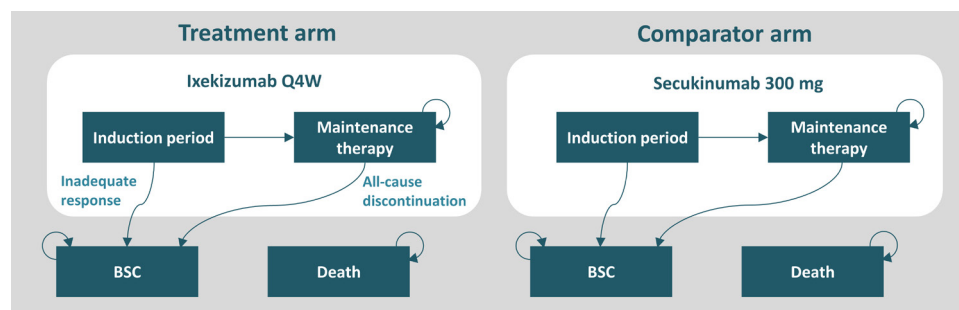 Treatment arm
Ixekizumab Q4W
Induction period
Maintenance
therapy
Inadequate
response
All-cause
discontinuation
BSC
Death
Comparator arm
Secukinumab 300 mg
Induction period
Maintenance
therapy
BSC
Death